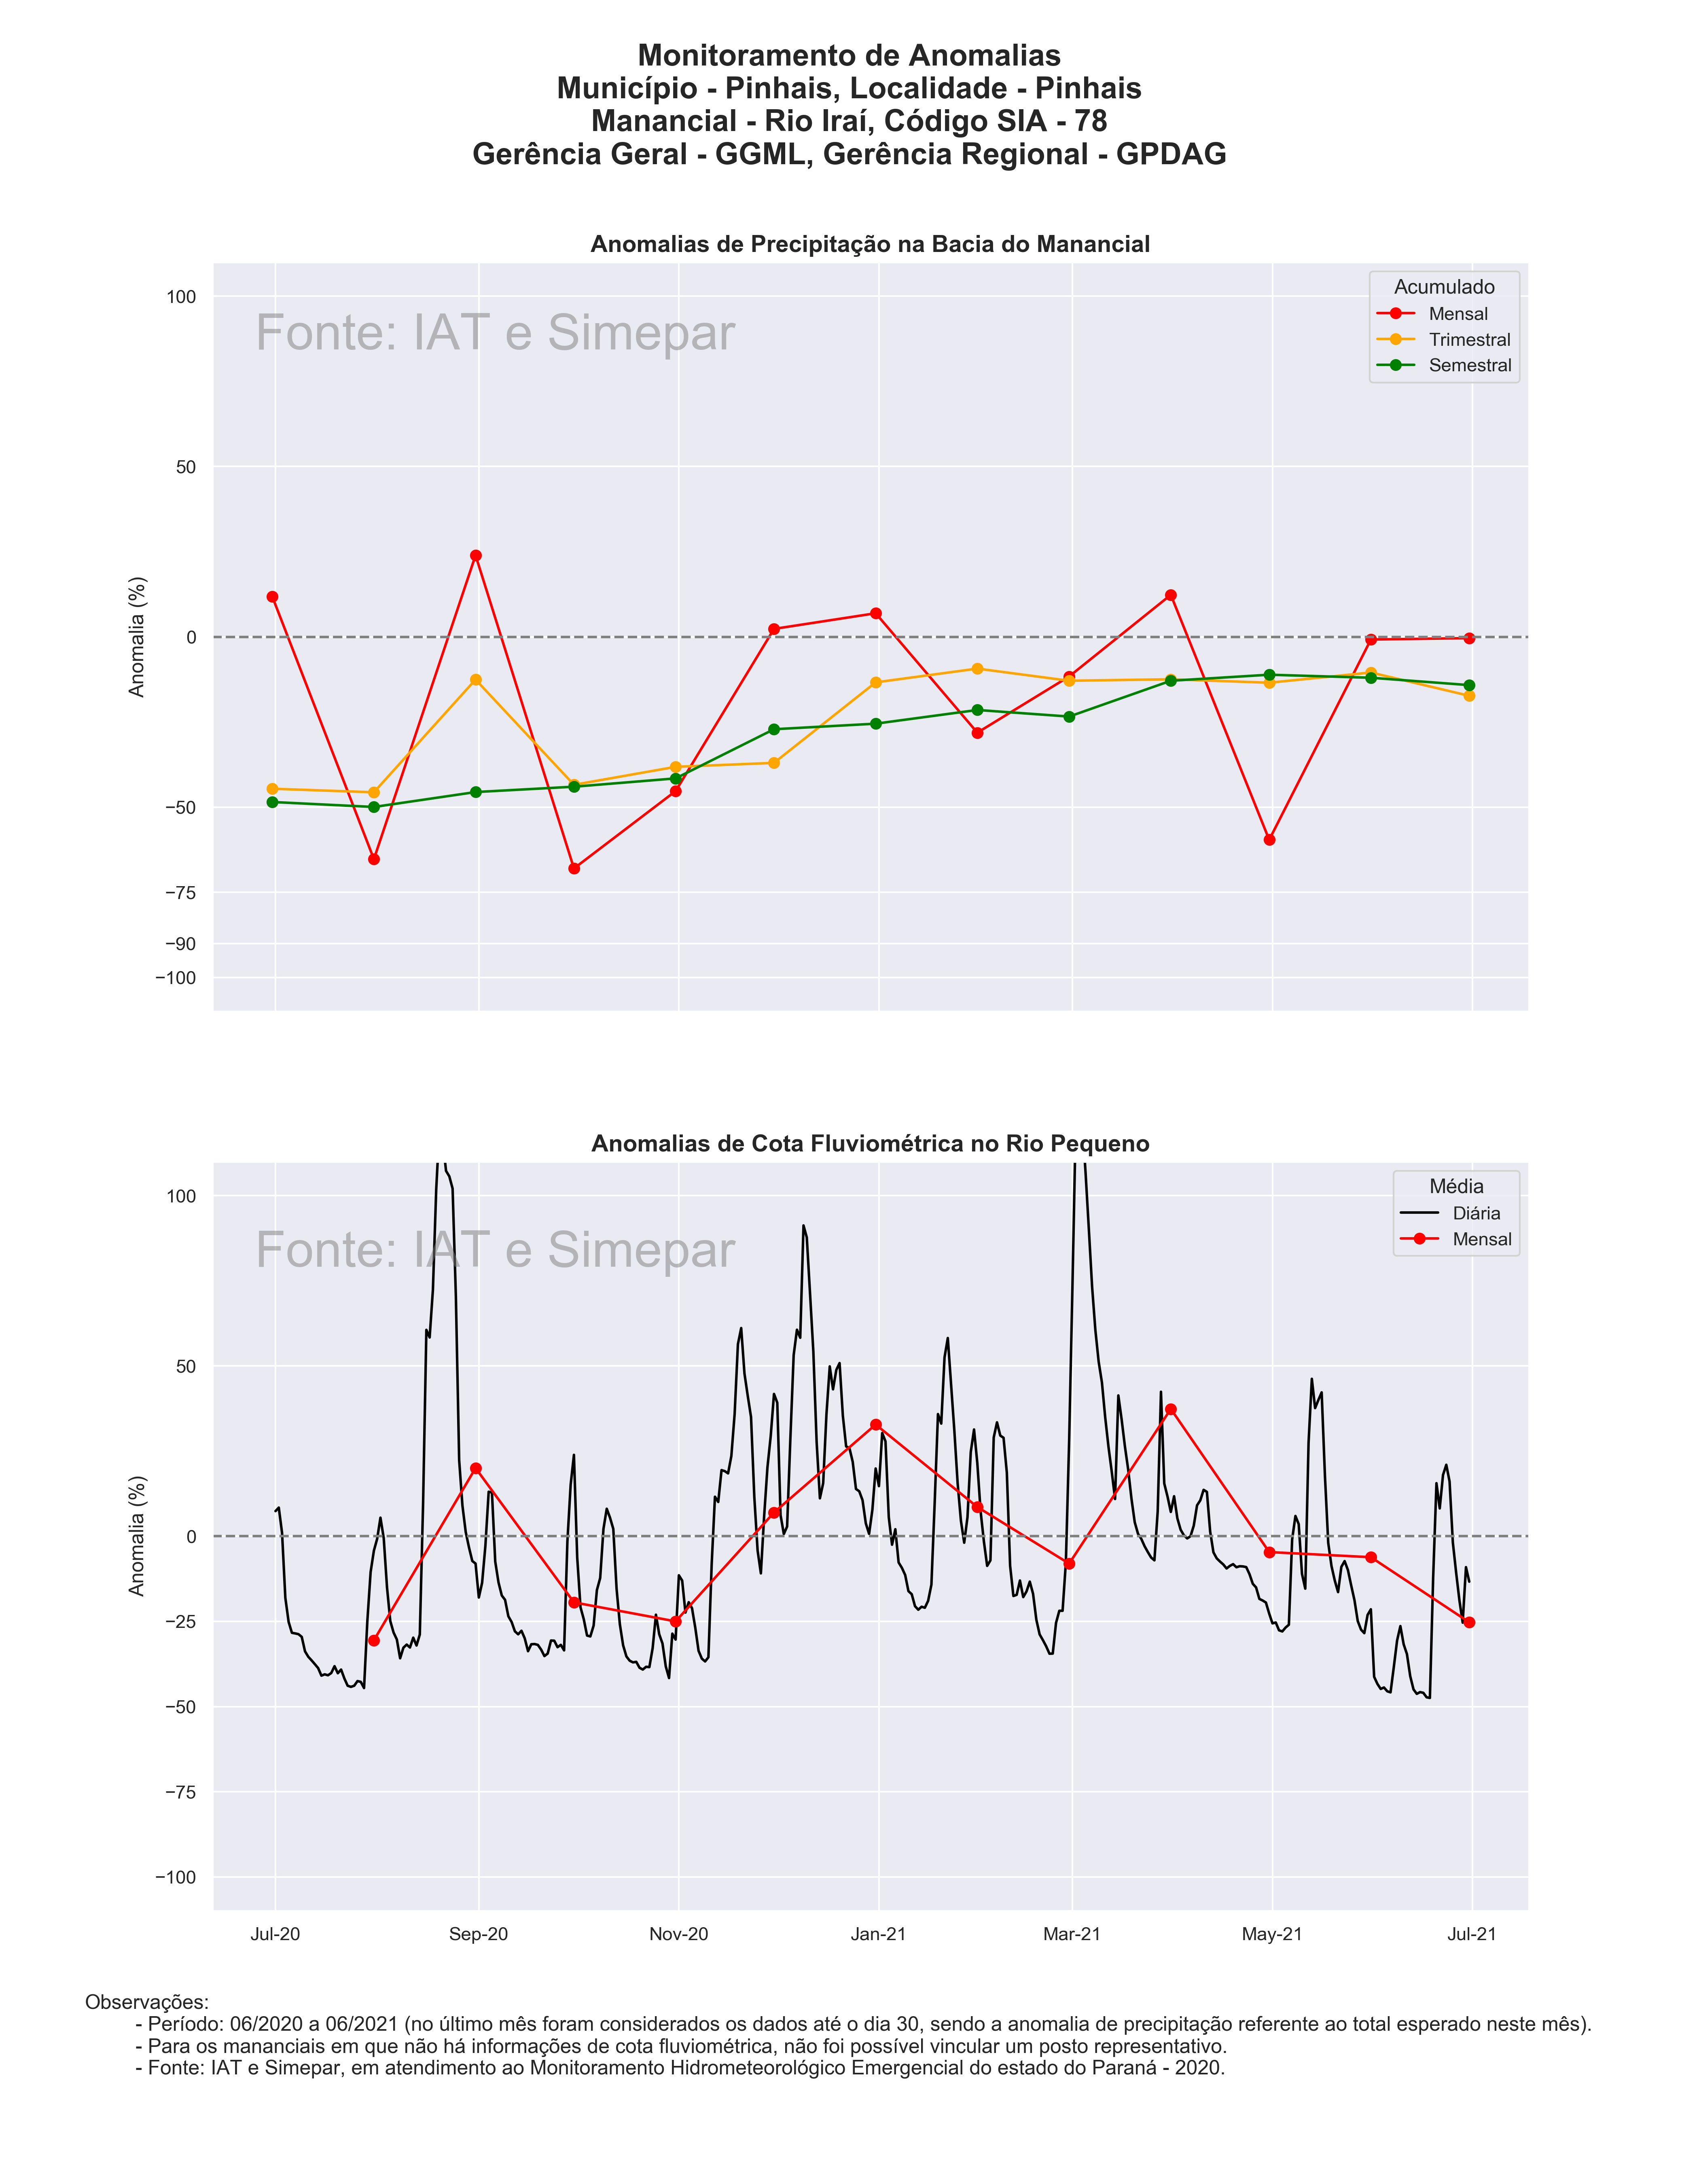 Monitoramento de Anomalias
Município - Pinhais, Localidade - Pinhais
Manancial - Rio Iraí, Código SIA - 78
Gerência Geral - GGML, Gerência Regional - GPDAG
Anomalias de Precipitação na Bacia do Manancial
Fonte: IAT e Simepar
Acumulado
Mensal
Trimestral
Semestral
Anomalia (%)
100
50
0
−50
−75
−90
−100
Anomalias de Cota Fluviométrica no Rio Pequeno
Fonte: IAT e Simepar
Média
Diária
Mensal
Anomalia (%)
100
50
0
−25
−50
−75
−100
Jul-20 Sep-20 Nov-20 Jan-21 Mar-21 May-21 Jul-21
Observações:
- Período: 06/2020 a 06/2021 (no último mês foram considerados os dados até o dia 30, sendo a anomalia de precipitação referente ao total esperado neste mês).
- Para os mananciais em que não há informações de cota fluviométrica, não foi possível vincular um posto representativo.
- Fonte: IAT e Simepar, em atendimento ao Monitoramento Hidrometeorológico Emergencial do estado do Paraná - 2020.